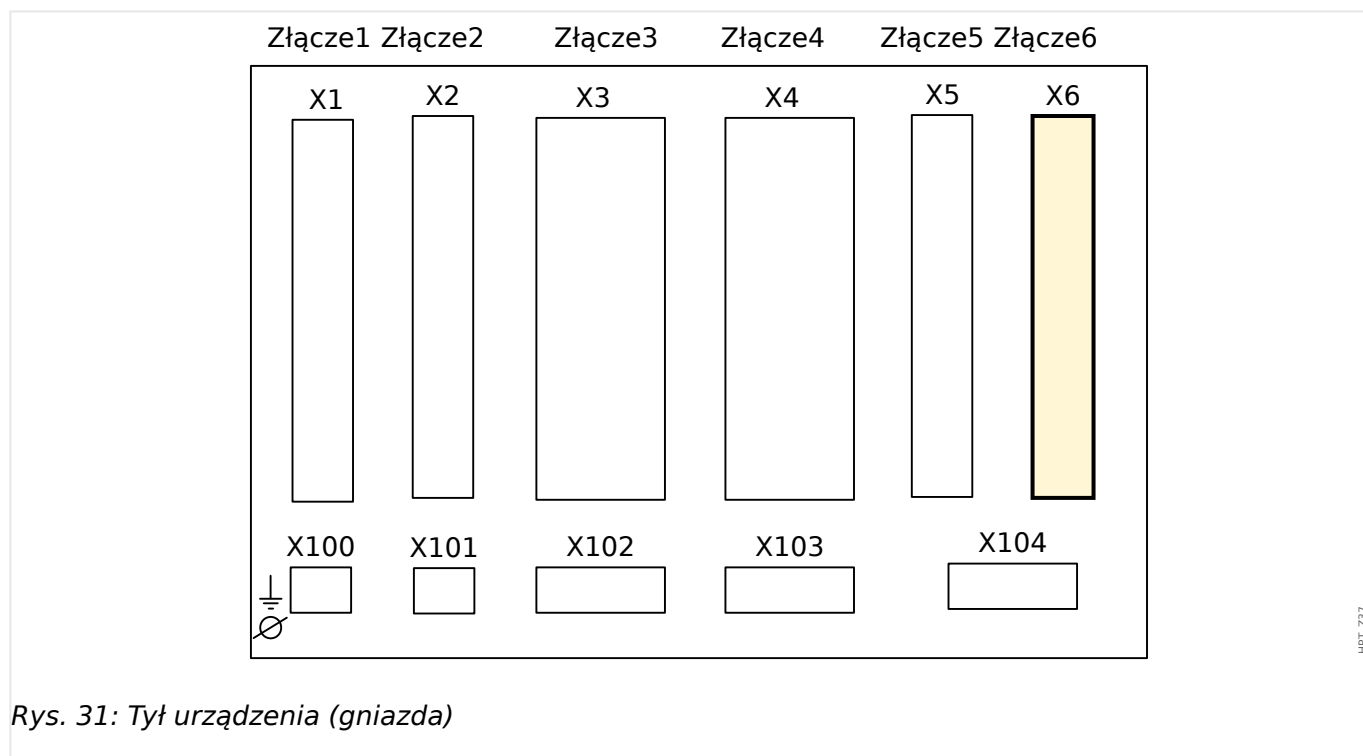 Złącze1 Złącze2 Złącze3 Złącze4 Złącze5 Złącze6
X1 X2 X3 X4 X5 X6
X100 X101 X102 X103 X104
Rys. 31: Tył urządzenia (gniazda)